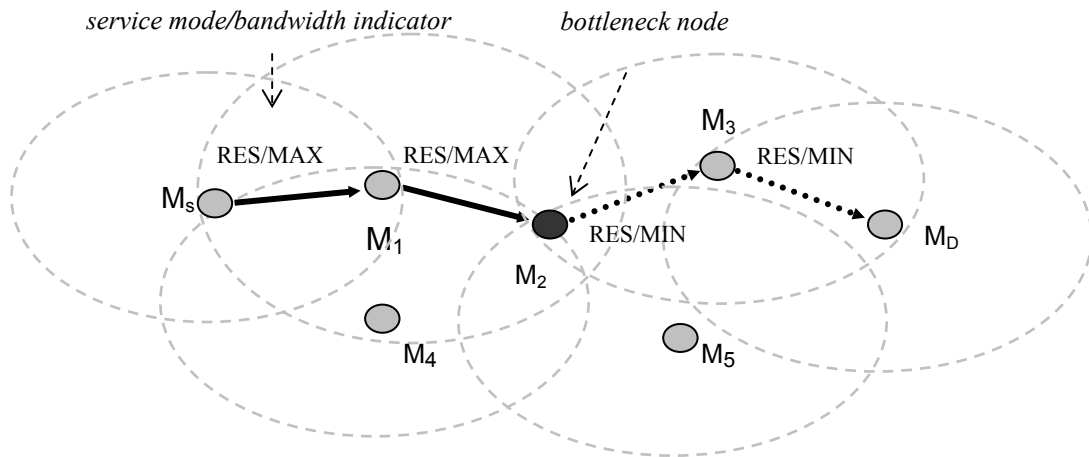 service mode/bandwidth indicator
bottleneck node
M3
RES/MAX
RES/MAX
RES/MIN
Ms
M1
RES/MIN
MD
M2
M4
M5